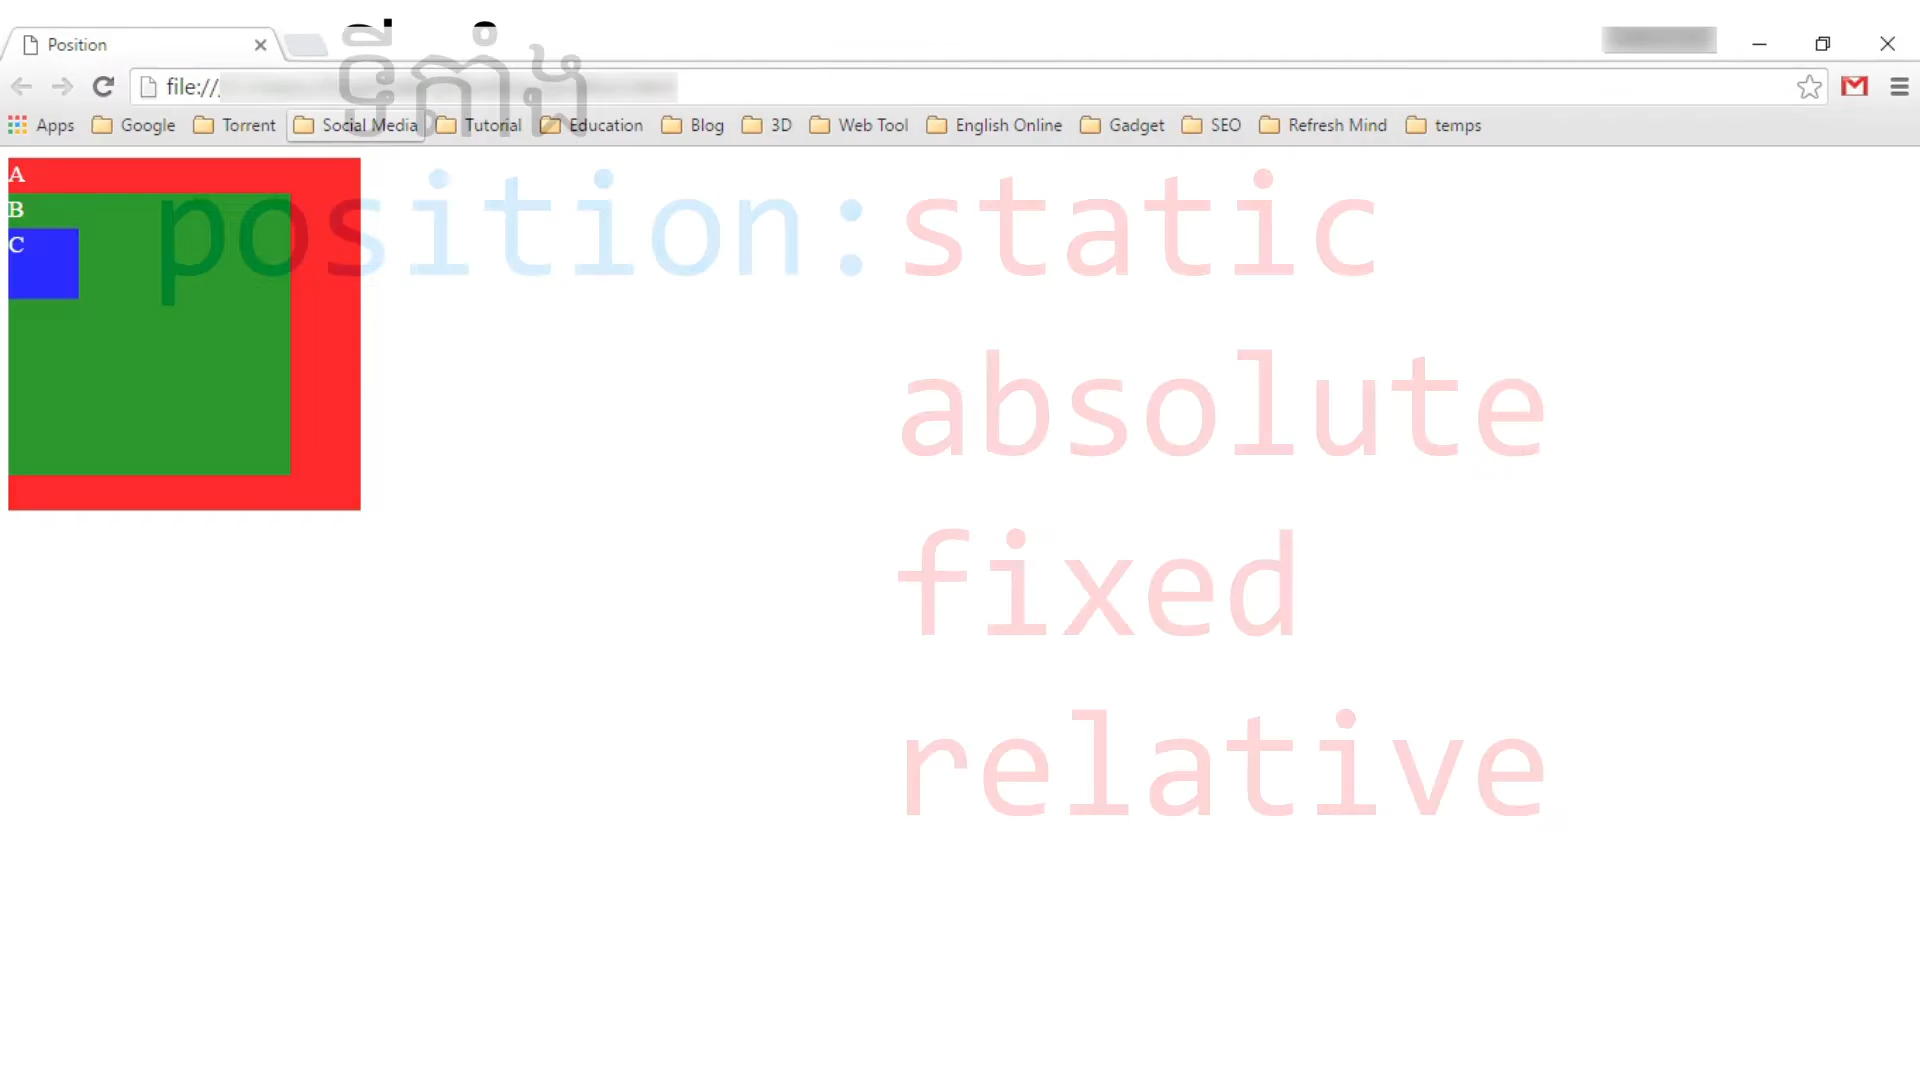 ទីតាំង
Position
file://
Apps Google Torrent Social Media Tutorial Education Blog 3D Web Tool English Online Gadget SEO Refresh Mind temps
A
B
C
position:static
absolute
fixed
relative